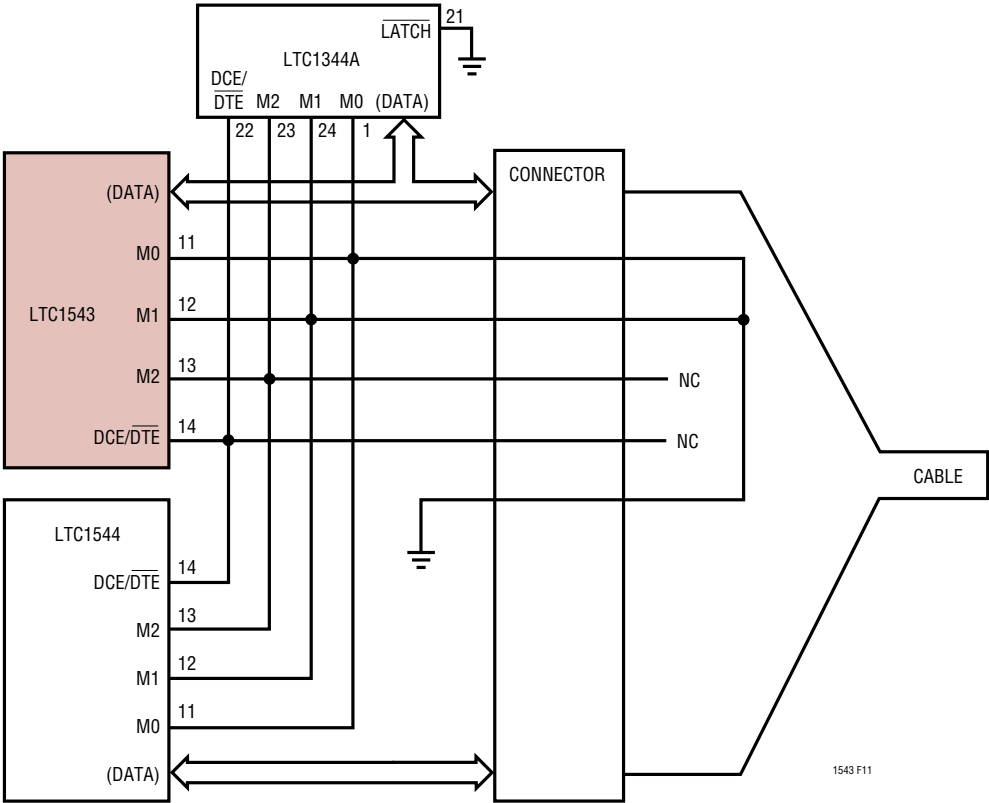 21
LATCH
LTC1344A
DCE/
DTE M2 M1 M0 (DATA)
22 23 24 1
CONNECTOR
(DATA)
11
M0
12
LTC1543 M1
13
M2 NC
14
DCE/DTE NC
CABLE
LTC1544
14
DCE/DTE
13
M2
12
M1
11
M0
(DATA)
1543 F11